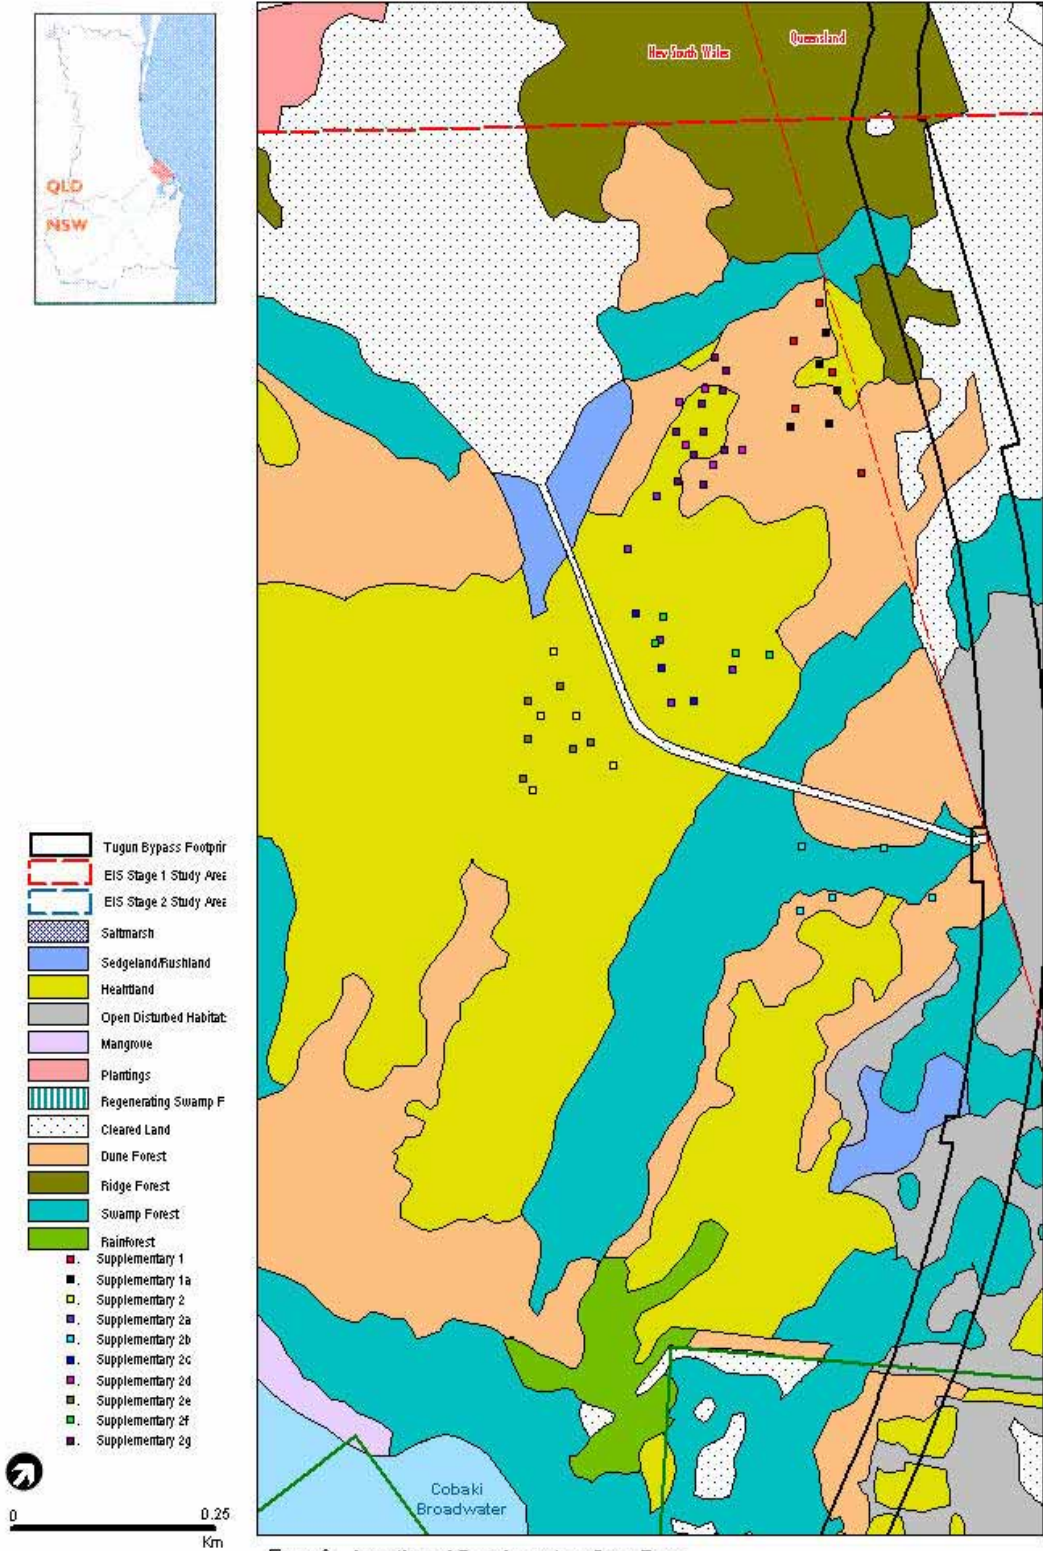 New South Wales
Queensland
QLD
NSW
Tugun Bypass Footprir
EIS Stage 1 Study Area
EIS Stage 2 Study Area
Saltmarsh
Sedgeland/Rushland
Heahtland
Open Disturbed Habitat:
Mangrove
Plantings
Regenerating Swamp F
Cleared Land
Dune Forest
Ridge Forest
Swamp Forest
Rainforest
Supplementary 1
Supplementary 1a
Supplementary 2
Supplementary 2a
Supplementary 2b
Supplementary 2c
Supplementary 2d
Supplementary 2e
Supplementary 2f
Supplementary 2g
0 0.25
Km
Cobaki
Broadwater